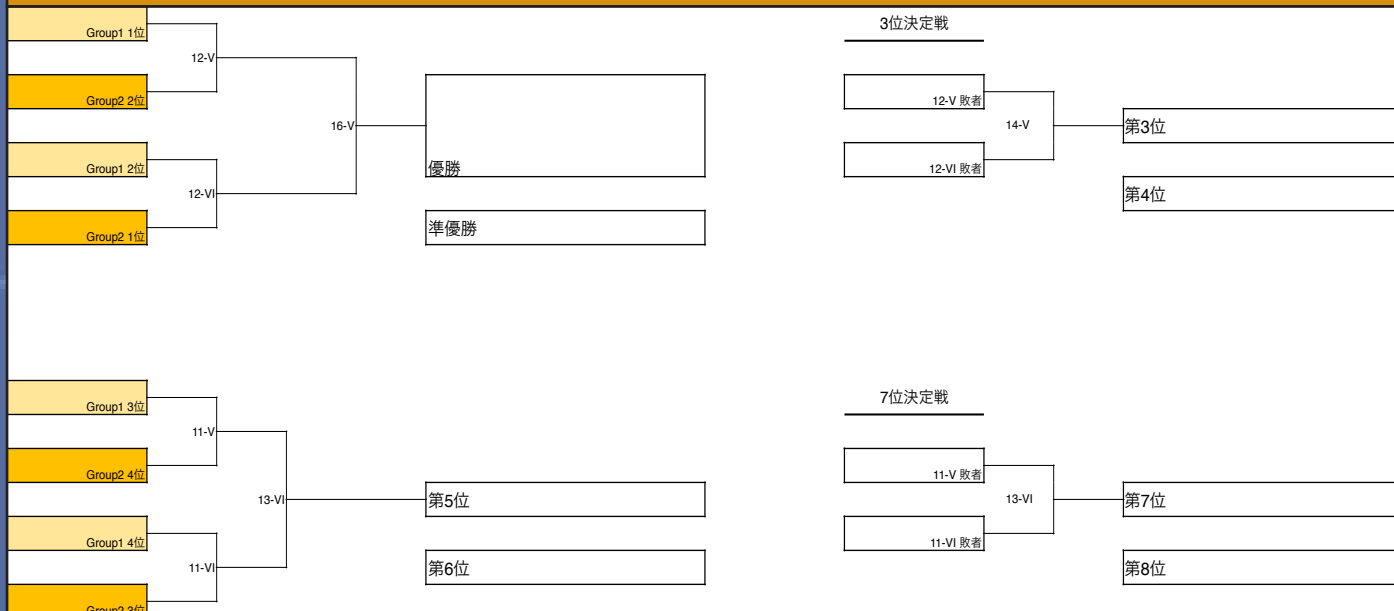 Group1 1位
12-V
Group2 2位
16-V
Group1 2位
12-VI
Group2 1位
優勝
準優勝
3位決定戦
12-V 敗者
14-V
12-VI 敗者
第3位
第4位
Group1 3位
11-V
Group2 4位
13-VI
Group1 4位
11-VI
Group2 3位
第5位
第6位
7位決定戦
11-V 敗者
13-VI
11-VI 敗者
第7位
第8位